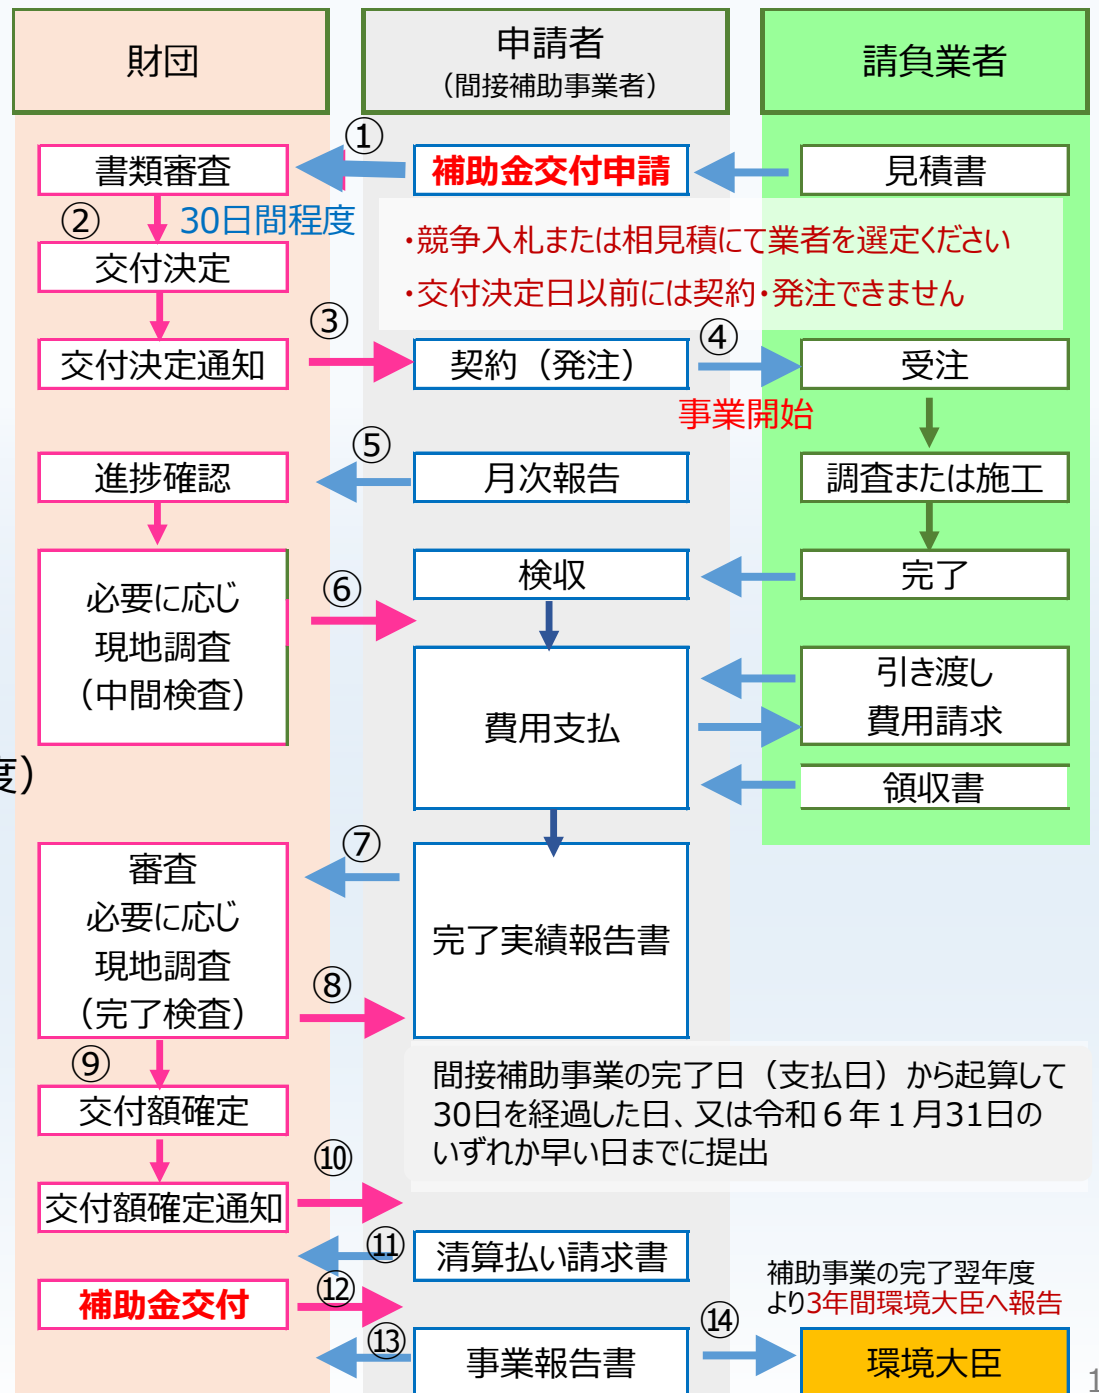 財団
申請者
（間接補助事業者）
請負業者
①
書類審査
補助金交付申請
見積書
②
30日間程度
・競争入札または相見積にて業者を選定ください
交付決定
・交付決定日以前には契約・発注できません
③
④
交付決定通知
契約（発注）
受注
事業開始
⑤
進捗確認
月次報告
調査または施工
必要に応じ
現地調査
（中間検査）
⑥
検収
完了
費用支払
引き渡し
費用請求
度）
領収書
⑦
審査
必要に応じ
現地調査
（完了検査）
完了実績報告書
⑧
⑨
間接補助事業の完了日（支払日）から起算して
30日を経過した日、又は令和６年１月31日の
いずれか早い日までに提出
交付額確定
⑩
交付額確定通知
⑪
清算払い請求書
補助金交付
⑫
補助事業の完了翌年度
より3年間環境大臣へ報告
⑬
事業報告書
⑭
環境大臣
1